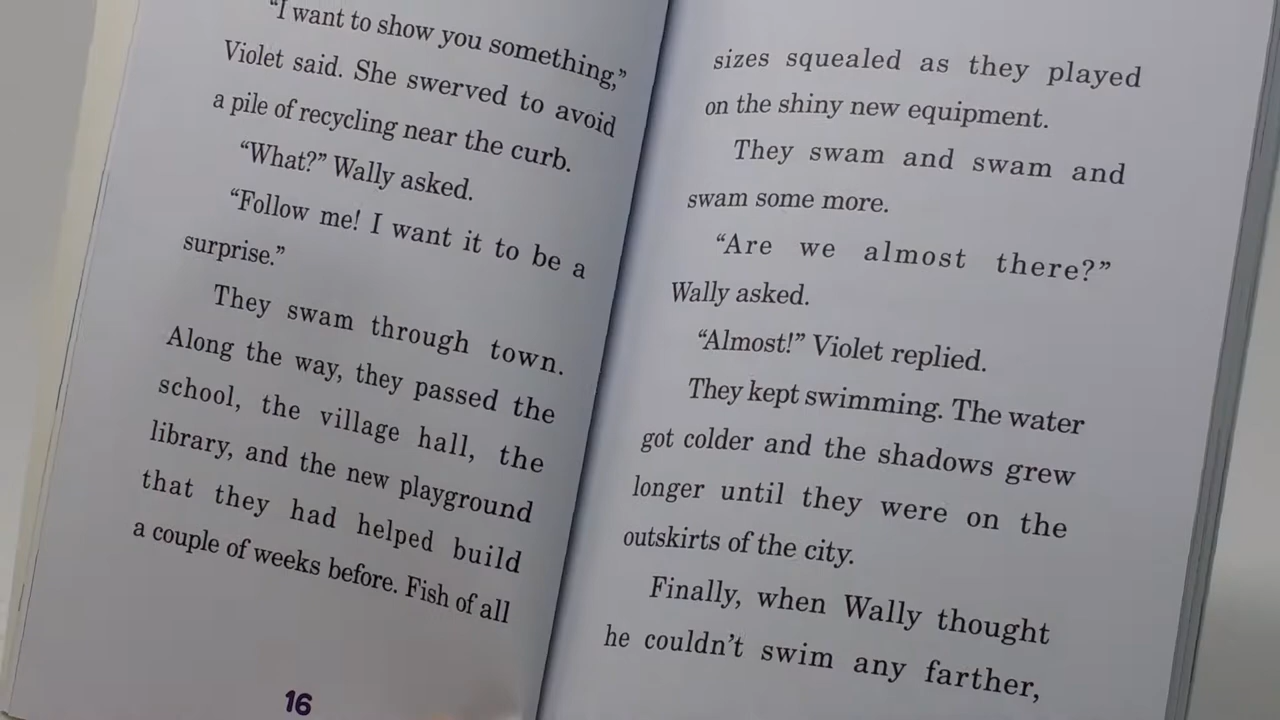 "I want to show you something,"
Violet said. She swerved to avoid
a pile of recycling near the curb.
"What?" Wally asked.
"Follow me! I want it to be a
surprise."
They swam through town.
Along the way, they passed the
school, the village hall, the
library, and the new playground
that they had helped build
a couple of weeks before. Fish of all
16
sizes squealed as they played
on the shiny new equipment.
They swam and swam and
swam some more.
"Are we almost there?"
Wally asked.
"Almost!" Violet replied.
They kept swimming. The water
got colder and the shadows grew
longer until they were on the
outskirts of the city.
Finally, when Wally thought
he couldn't swim any farther,